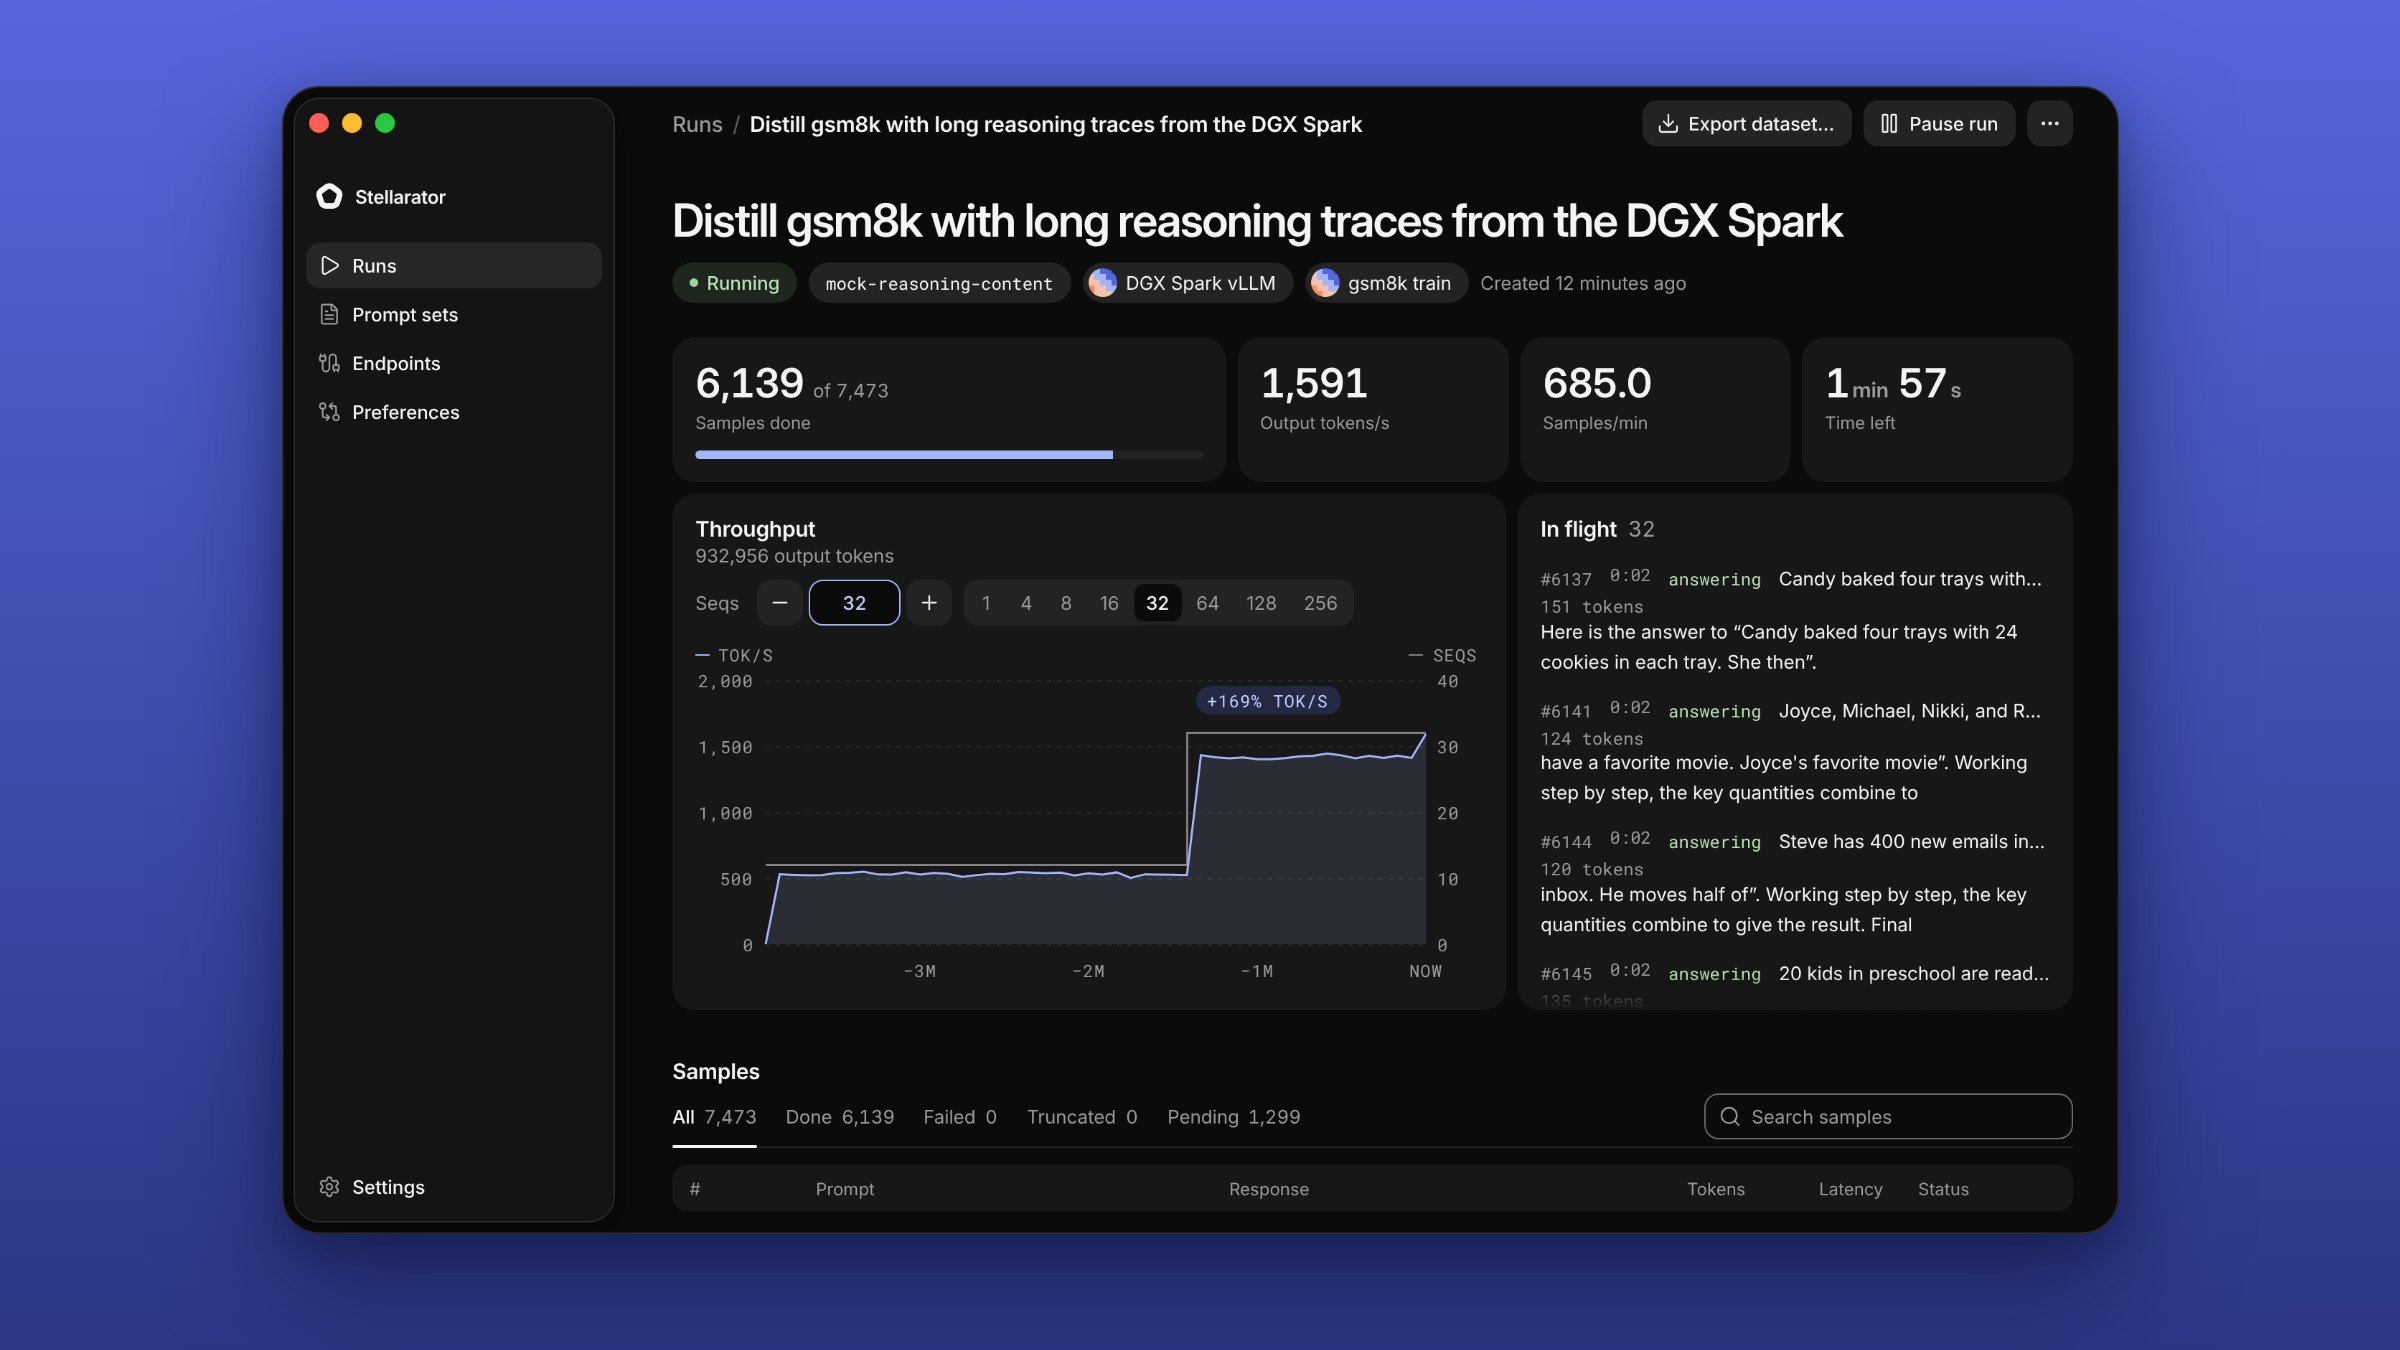 Stellarator
Runs
Prompt sets
Endpoints
Preferences
Settings
Runs / Distill gsm8k with long reasoning traces from the DGX Spark
Export dataset...
Pause run
Distill gsm8k with long reasoning traces from the DGX Spark
Running
mock-reasoning-content
DGX Spark vLLM
gsm8k train
Created 12 minutes ago
6,139 of 7,473
Samples done
1,591
Output tokens/s
685.0
Samples/min
1 min 57 s
Time left
Throughput
932,956 output tokens
Seqs − 32 + 1 4 8 16 32 64 128 256
TOK/S
SEQS
2,000
1,500
1,000
500
0
+169% TOK/S
40
30
20
10
0
-3M -2M -1M NOW
In flight 32
#6137 0:02 answering Candy baked four trays with...
151 tokens
Here is the answer to “Candy baked four trays with 24
cookies in each tray. She then”.
#6141 0:02 answering Joyce, Michael, Nikki, and R...
124 tokens
have a favorite movie. Joyce's favorite movie”. Working
step by step, the key quantities combine to
#6144 0:02 answering Steve has 400 new emails in...
120 tokens
inbox. He moves half of”. Working step by step, the key
quantities combine to give the result. Final
#6145 0:02 answering 20 kids in preschool are read...
135 tokens
Samples
All 7,473 Done 6,139 Failed 0 Truncated 0 Pending 1,299
Search samples
# Prompt Response Tokens Latency Status